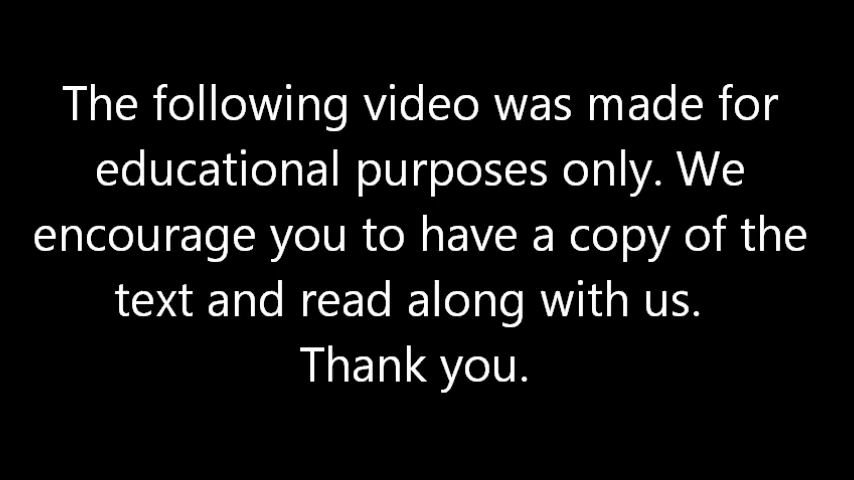 The following video was made for
educational purposes only. We
encourage you to have a copy of the
text and read along with us.
Thank you.